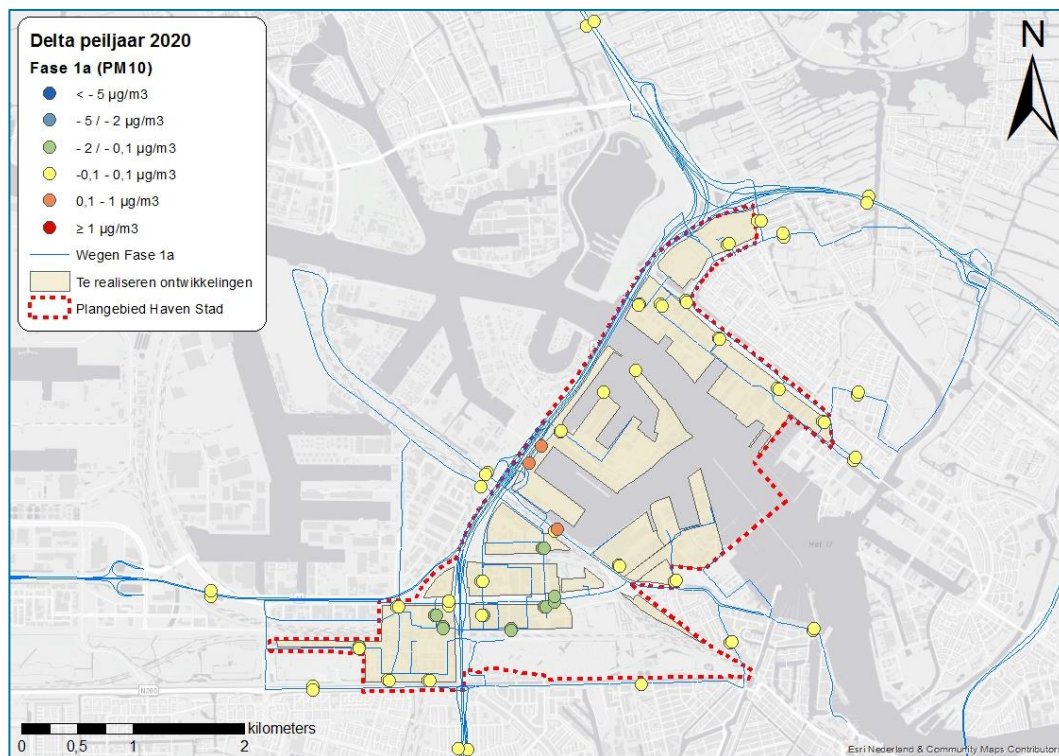 Delta peiljaar 2020
Fase 1a (PM10)
< - 5 µg/m3
- 5 / - 2 µg/m3
- 2 / - 0,1 µg/m3
-0,1 - 0,1 µg/m3
0,1 - 1 µg/m3
≥ 1 µg/m3
Wegen Fase 1a
Te realiseren ontwikkelingen
Plangebied Haven Stad
N
Het IJ
N200
kilometers
0 0,5 1 2
Esri Nederland & Community Maps Contributor